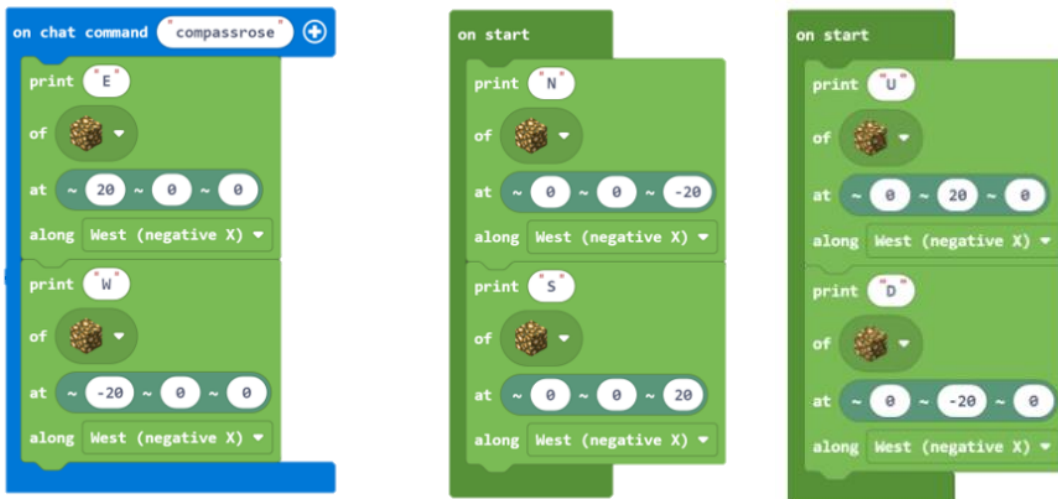 on chat command "compassrose"
print "E"
of
at ~ 20 ~ 0 ~ 0
along West (negative X)
print "W"
of
at ~ -20 ~ 0 ~ 0
along West (negative X)
on start
print "N"
of
at ~ 0 ~ 0 ~ -20
along West (negative X)
print "S"
of
at ~ 0 ~ 0 ~ 20
along West (negative X)
on start
print "U"
of
at ~ 0 ~ 20 ~ 0
along West (negative X)
print "D"
of
at ~ 0 ~ -20 ~ 0
along West (negative X)